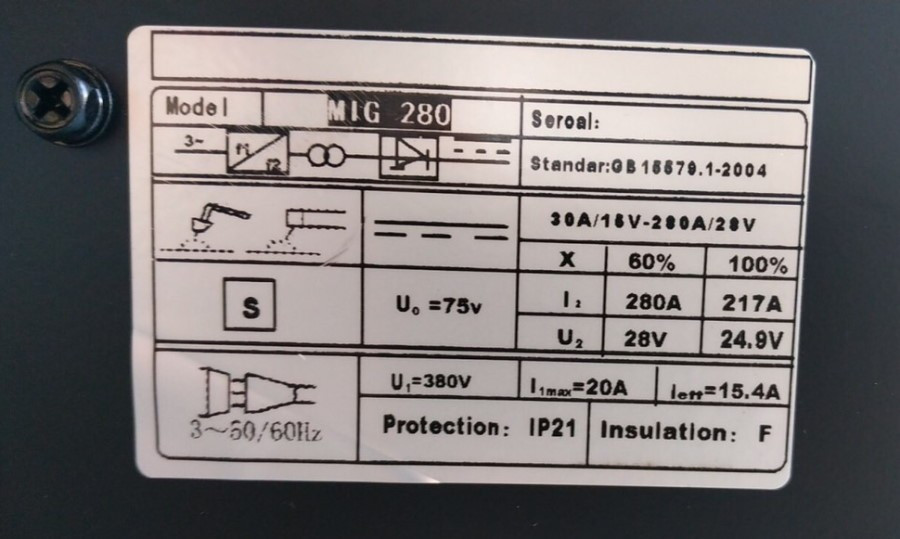 Model MIG 280
Seroal:
3~ f1 f2
Standar:GB15579.1-2004
30A/15V-280A/28V
X 60% 100%
S
U₀ =75v
I₂ 280A 217A
U₂ 28V 24.9V
U₁=380V I₁max=20A Ieff=15.4A
3～50/60Hz
Protection: IP21 Insulation: F